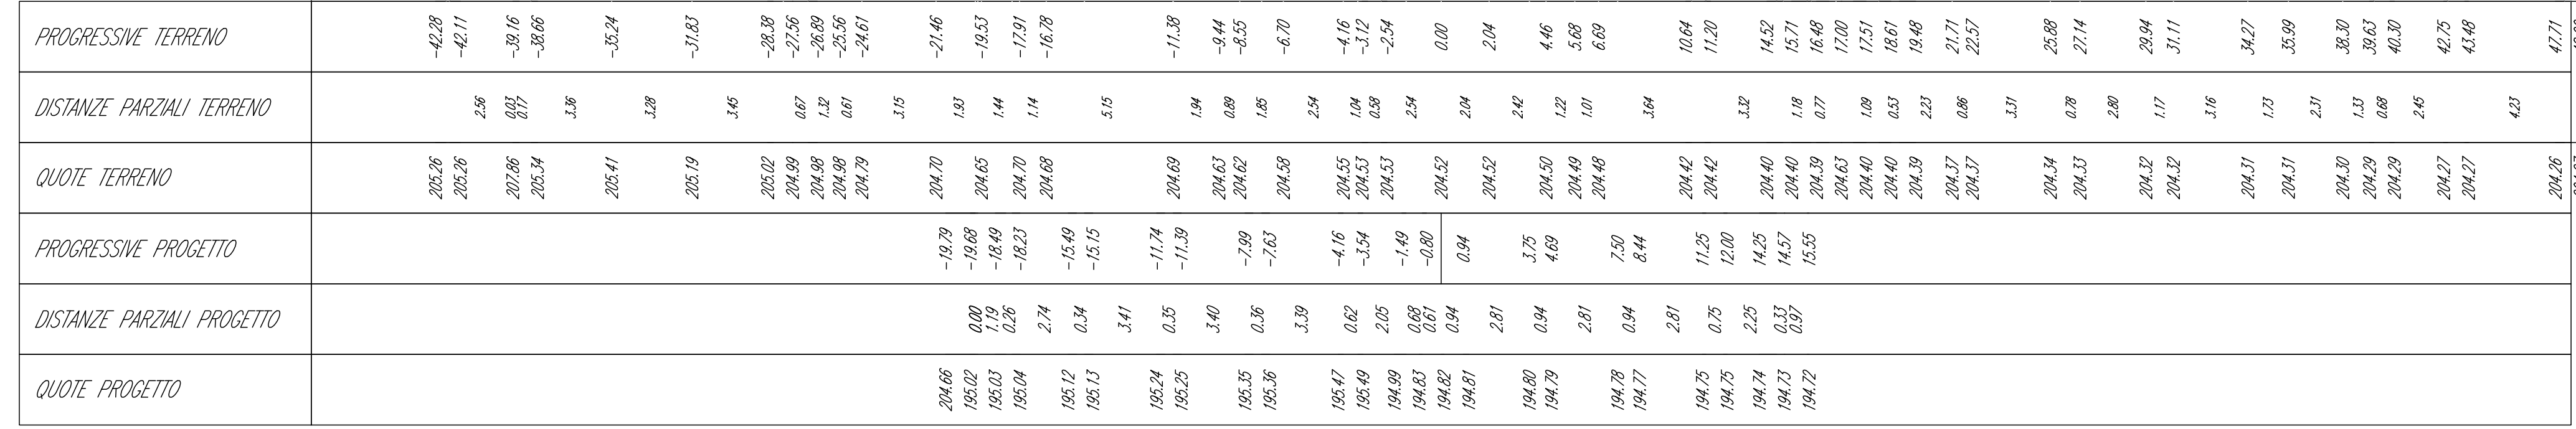 PROGRESSIVE TERRENO -42.28 -42.11 -39.16 -38.66 -35.24 -31.83 -28.38 -27.56 -26.89 -25.56 -24.61 -21.46 -19.53 -17.91 -16.78 -11.38 -9.44 -8.55 -6.70 -4.16 -3.12 -2.54 0.00 2.04 4.46 5.68 6.69 10.64 11.20 14.52 15.71 16.48 17.00 17.51 18.61 19.48 21.71 22.57 25.88 27.14 29.94 31.11 34.27 35.99 38.30 39.63 40.30 42.75 43.48 47.71
DISTANZE PARZIALI TERRENO 2.56 0.03 0.17 3.36 3.28 3.45 0.67 1.32 0.61 3.15 1.93 1.44 1.14 5.15 1.94 0.89 1.85 2.54 1.04 0.58 2.54 2.04 2.42 1.22 1.01 3.64 3.32 1.18 0.77 1.09 0.53 2.23 0.86 3.31 0.78 2.80 1.17 3.16 1.73 2.31 1.33 0.68 2.45 4.23
QUOTE TERRENO 205.26 205.26 207.86 205.34 205.41 205.19 205.02 204.99 204.98 204.98 204.79 204.70 204.65 204.70 204.68 204.69 204.63 204.62 204.58 204.55 204.53 204.53 204.52 204.52 204.50 204.49 204.48 204.42 204.42 204.40 204.40 204.39 204.63 204.40 204.40 204.39 204.37 204.37 204.34 204.33 204.32 204.32 204.31 204.31 204.30 204.29 204.29 204.27 204.27 204.26
PROGRESSIVE PROGETTO -19.79 -19.68 -18.49 -18.23 -15.49 -15.15 -11.74 -11.39 -7.99 -7.63 -4.16 -3.54 -1.49 -0.80 0.94 3.75 4.69 7.50 8.44 11.25 12.00 14.25 14.57 15.55
DISTANZE PARZIALI PROGETTO 0.00 1.19 0.26 2.74 0.34 3.41 0.35 3.40 0.36 3.39 0.62 2.05 0.68 0.61 0.94 2.81 0.94 2.81 0.94 2.81 0.75 2.25 0.33 0.97
QUOTE PROGETTO 204.66 195.02 195.03 195.04 195.12 195.13 195.24 195.25 195.35 195.36 195.47 195.49 194.99 194.83 194.82 194.81 194.80 194.79 194.78 194.77 194.75 194.75 194.74 194.73 194.72